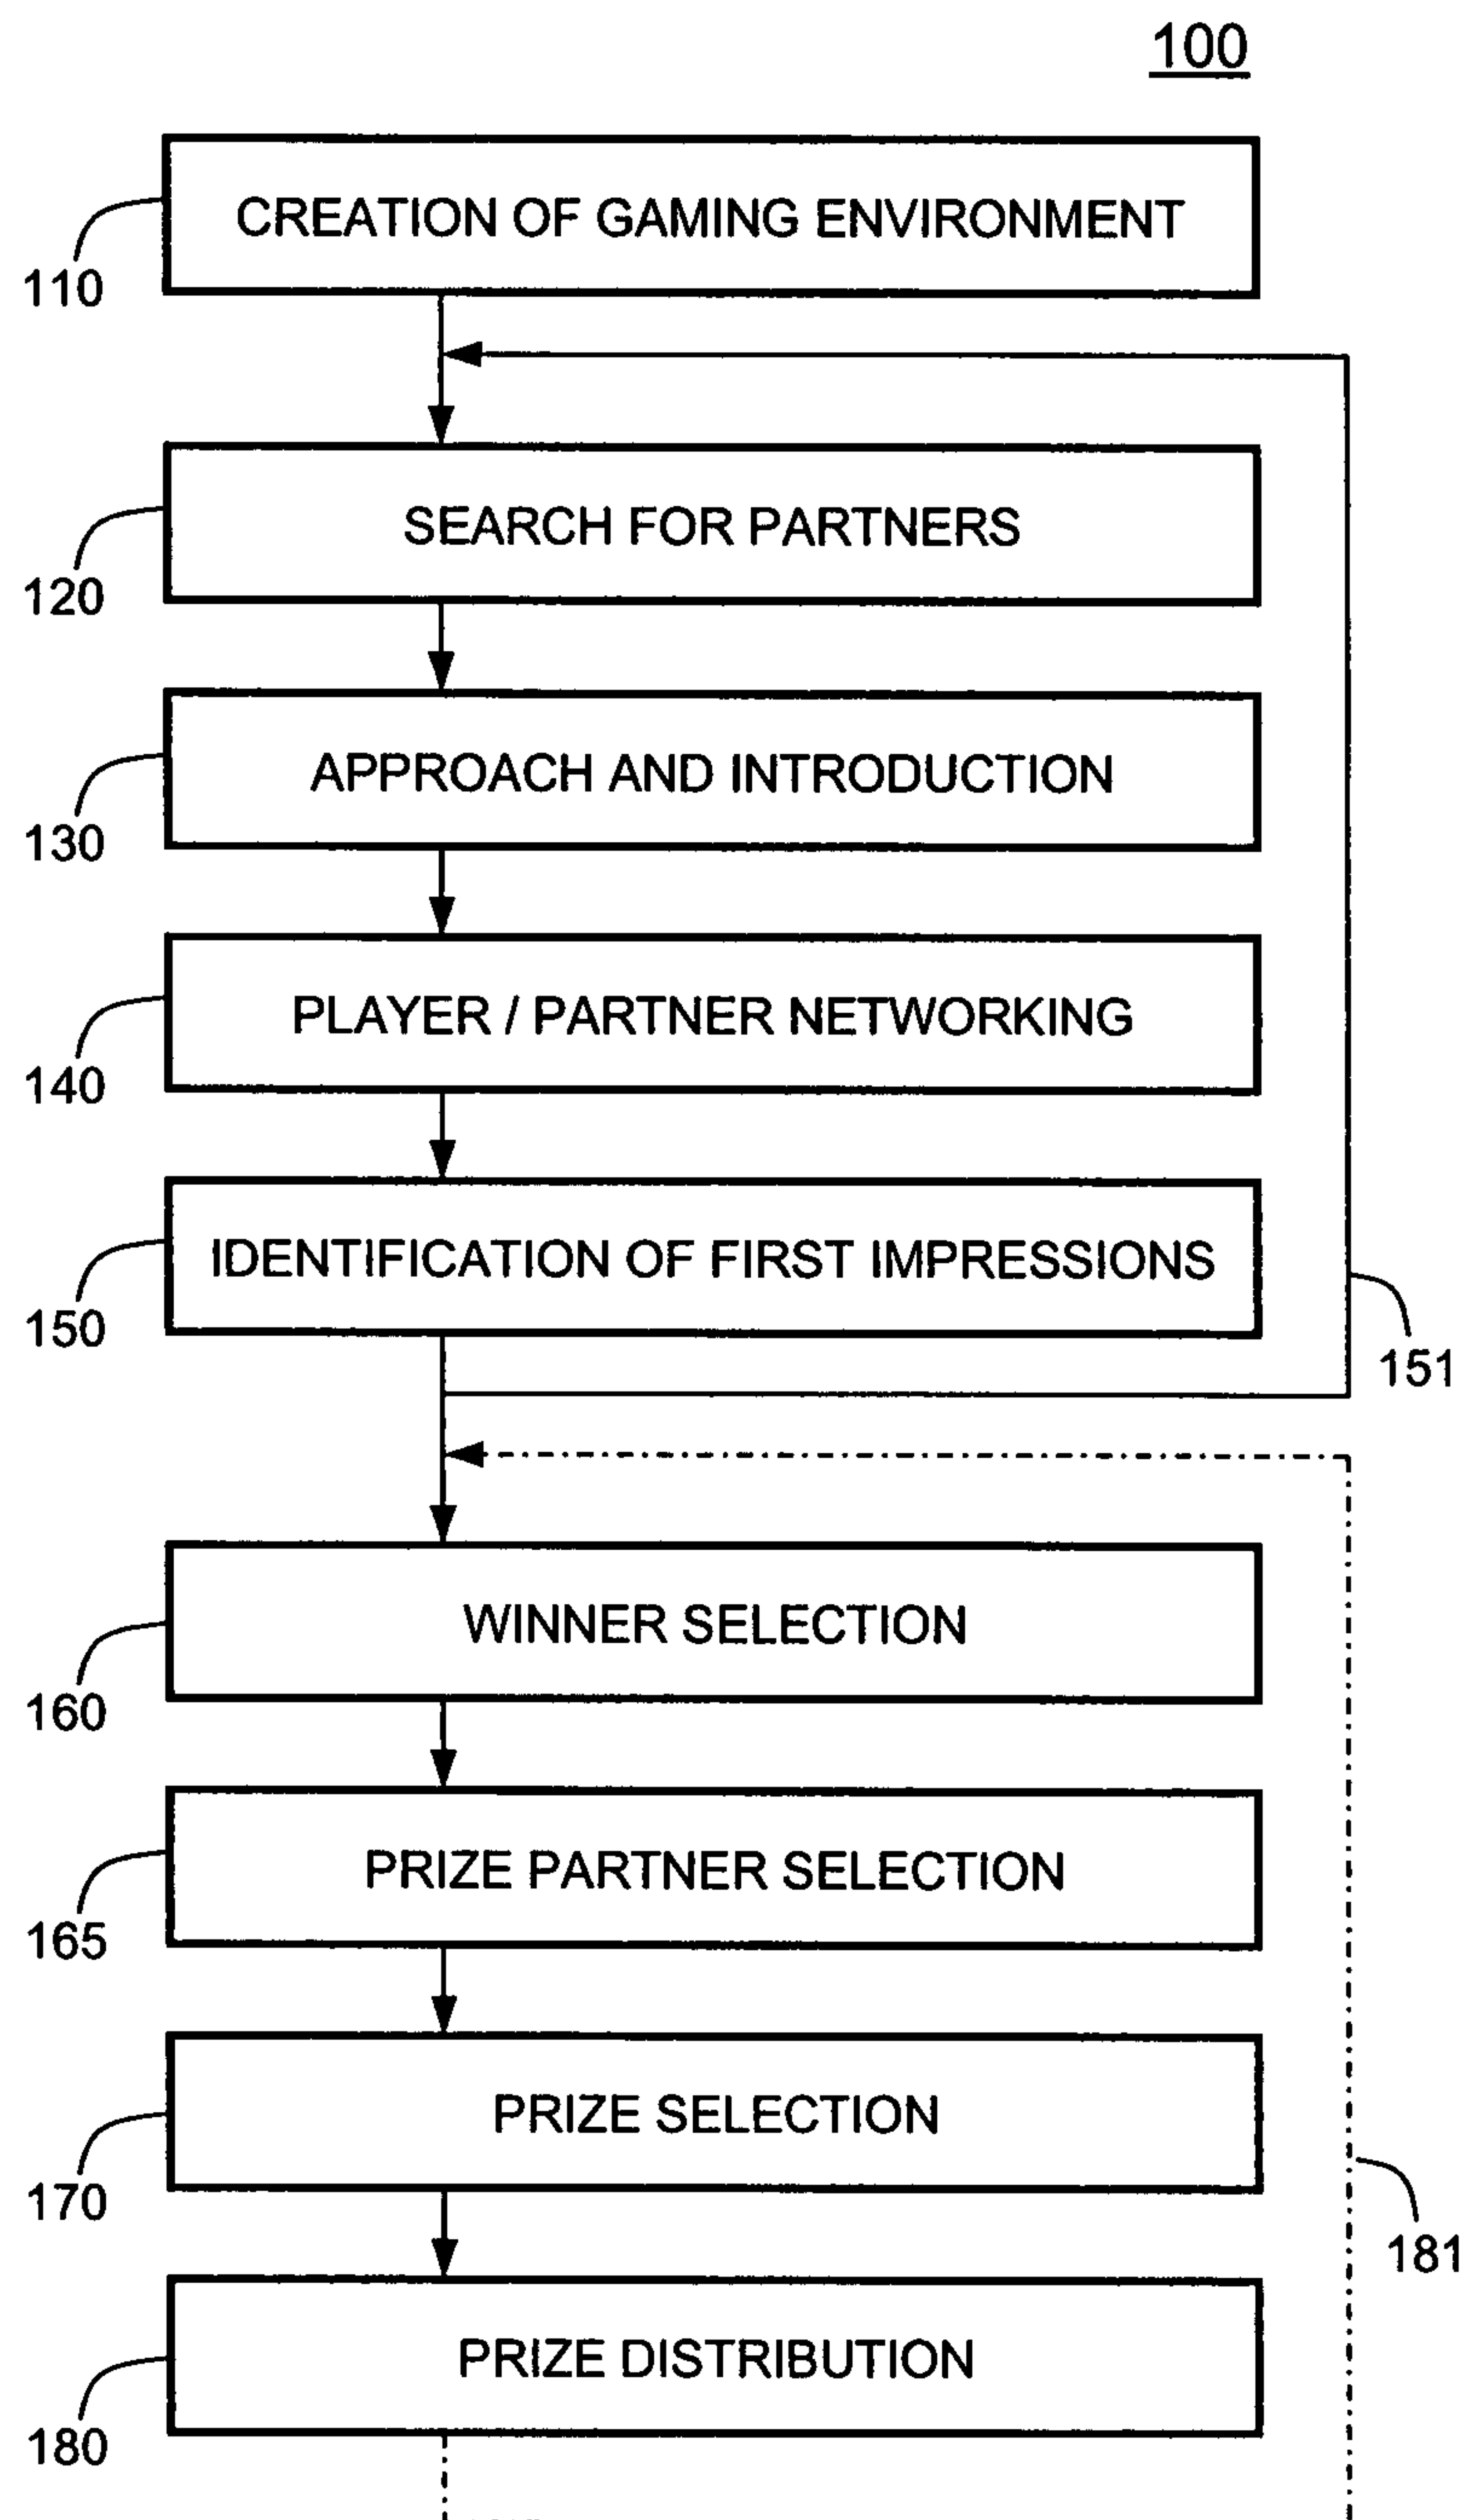 100
CREATION OF GAMING ENVIRONMENT
110
SEARCH FOR PARTNERS
120
APPROACH AND INTRODUCTION
130
PLAYER / PARTNER NETWORKING
140
IDENTIFICATION OF FIRST IMPRESSIONS
150
151
WINNER SELECTION
160
PRIZE PARTNER SELECTION
165
PRIZE SELECTION
170
181
PRIZE DISTRIBUTION
180